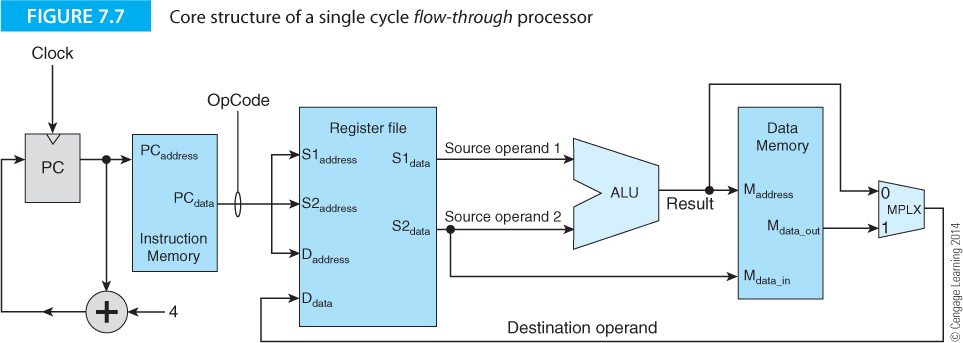 FIGURE 7.7 Core structure of a single cycle flow-through processor
Clock
OpCode
PC
PCaddress
PCdata
Instruction
Memory
4
Register file
S1address
S2address
Daddress
Ddata
S1data
S2data
Source operand 1
Source operand 2
ALU
Result
Data
Memory
Maddress
Mdata_out
Mdata_in
0
MPLX
1
Destination operand
+
© Cengage Learning 2014